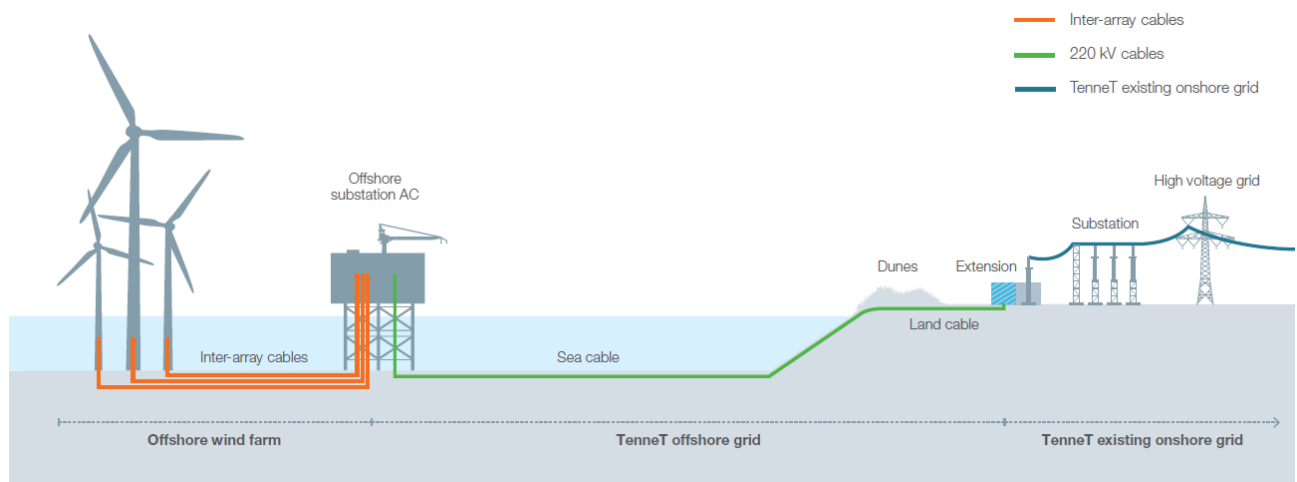 Inter-array cables
220 kV cables
TenneT existing onshore grid
High voltage grid
Offshore
substation AC
Substation
Dunes
Extension
Land cable
Inter-array cables
Sea cable
Offshore wind farm
TenneT offshore grid
TenneT existing onshore grid